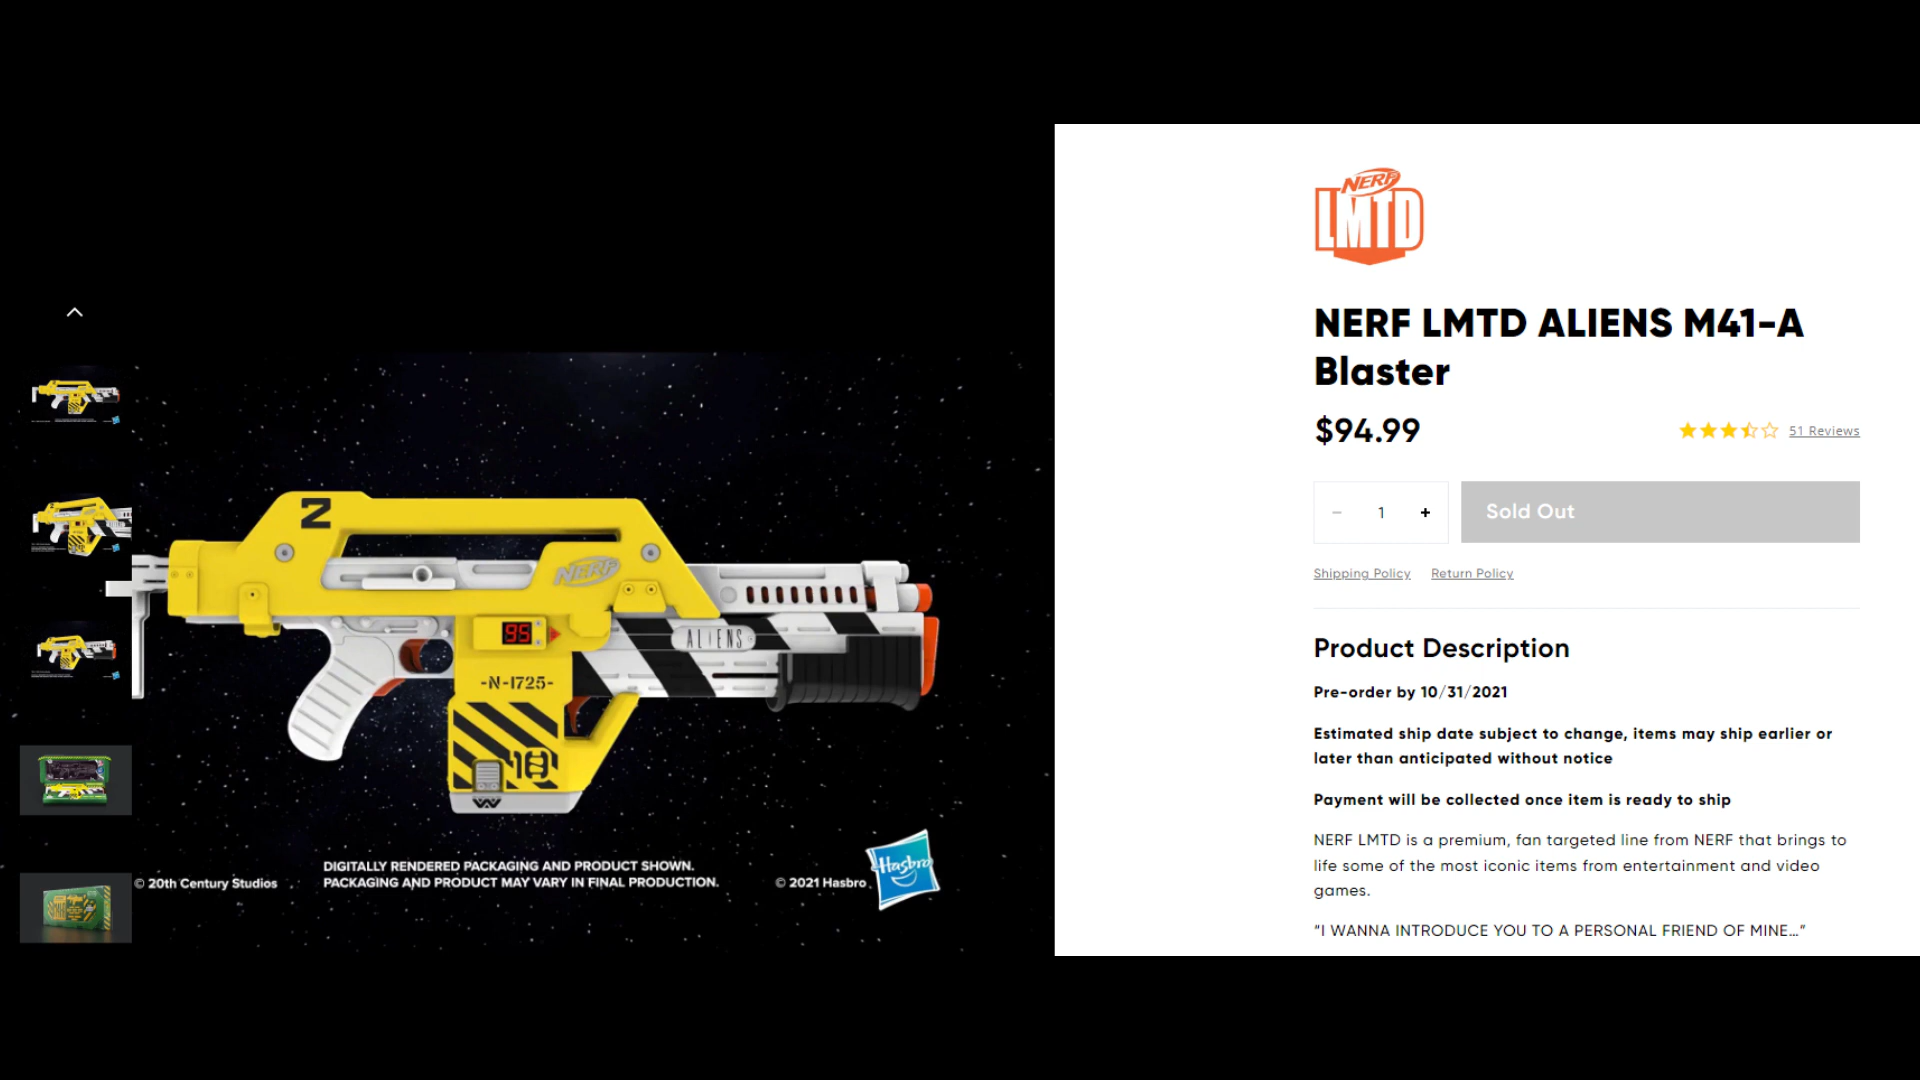 Z
NERF
95
ALIENS
-N-1725-
18
© 20th Century Studios
DIGITALLY RENDERED PACKAGING AND PRODUCT SHOWN.
PACKAGING AND PRODUCT MAY VARY IN FINAL PRODUCTION.
© 2021 Hasbro
Hasbro
NERF
LMTD
NERF LMTD ALIENS M41-A
Blaster
$94.99
51 Reviews
− 1 +
Sold Out
Shipping Policy Return Policy
Product Description
Pre-order by 10/31/2021
Estimated ship date subject to change, items may ship earlier or
later than anticipated without notice
Payment will be collected once item is ready to ship
NERF LMTD is a premium, fan targeted line from NERF that brings to
life some of the most iconic items from entertainment and video
games.
“I WANNA INTRODUCE YOU TO A PERSONAL FRIEND OF MINE…”